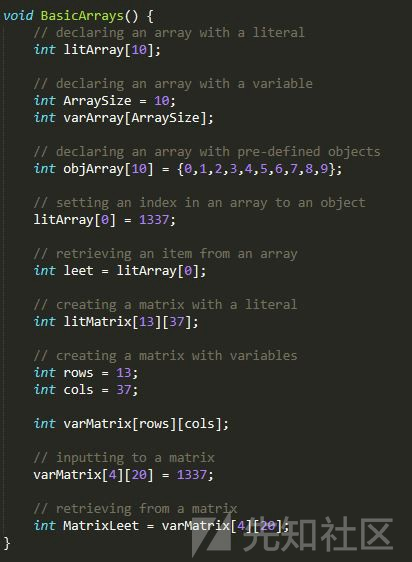 void BasicArrays() {
    // declaring an array with a literal
    int litArray[10];

    // declaring an array with a variable
    int ArraySize = 10;
    int varArray[ArraySize];

    // declaring an array with pre-defined objects
    int objArray[10] = {0,1,2,3,4,5,6,7,8,9};

    // setting an index in an array to an object
    litArray[0] = 1337;

    // retrieving an item from an array
    int leet = litArray[0];

    // creating a matrix with a literal
    int litMatrix[13][37];

    // creating a matrix with variables
    int rows = 13;
    int cols = 37;

    int varMatrix[rows][cols];

    // inputting to a matrix
    varMatrix[4][20] = 1337;

    // retrieving from a matrix
    int MatrixLeet = varMatrix[4][20];
}
先知社区